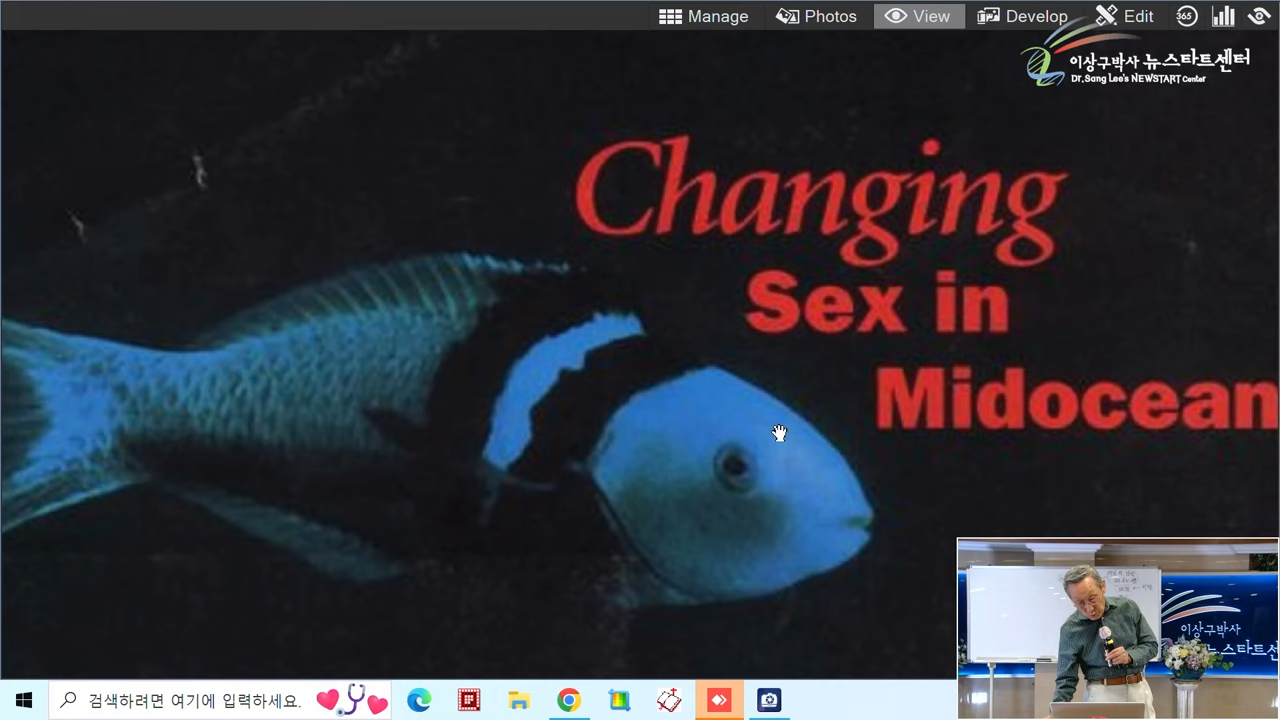 Manage Photos View Develop Edit 365
이상구박사 뉴스타트센터
Dr.Sang Lee's NEWSTART Center
Changing
Sex in
Midocean
이상구박사
뉴스타트센
검색하려면 여기에 입력하세요.